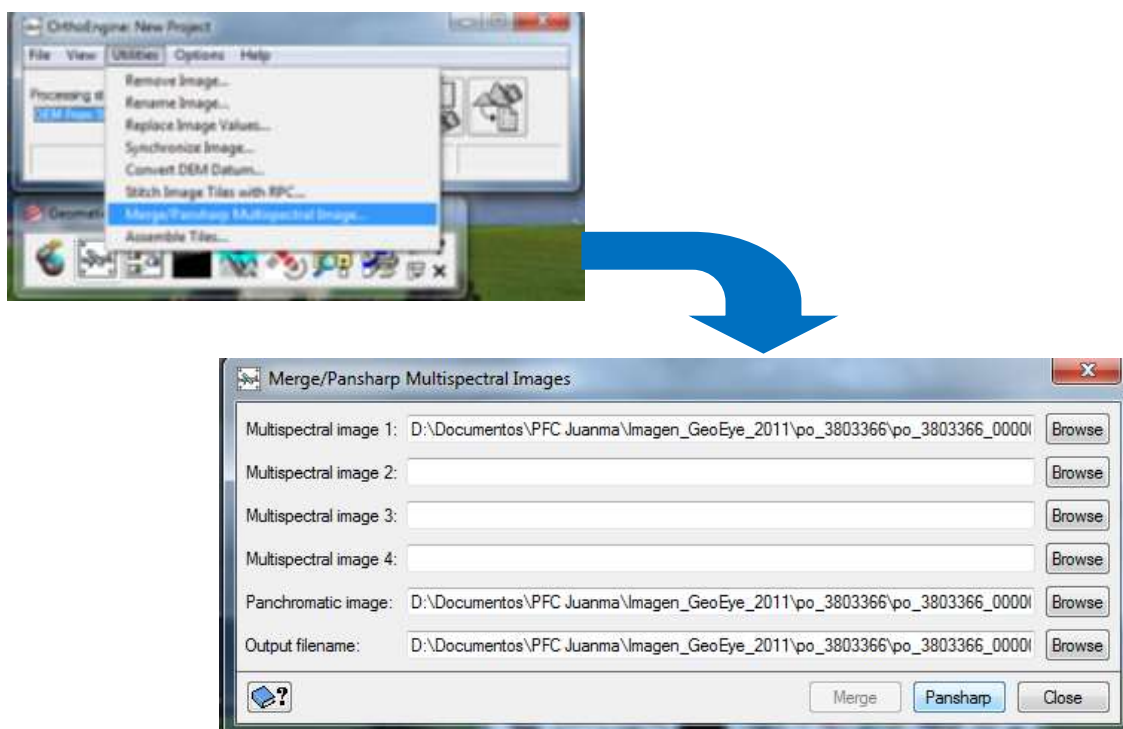 OrthoEngine: New Project
File View Utilities Options Help
Remove Image...
Rename Image...
Replace Image Values...
Synchronize Image...
Convert DEM Datum...
Stitch Image Tiles with RPC...
Merge/Pansharp Multispectral Image...
Assemble Tiles...
Processing
DEM From
Merge/Pansharp Multispectral Images
Multispectral image 1: D:\Documentos\PFC Juanma\Imagen_GeoEye_2011\po_3803366\po_3803366_0000 Browse
Multispectral image 2: Browse
Multispectral image 3: Browse
Multispectral image 4: Browse
Panchromatic image: D:\Documentos\PFC Juanma\Imagen_GeoEye_2011\po_3803366\po_3803366_0000 Browse
Output filename: D:\Documentos\PFC Juanma\Imagen_GeoEye_2011\po_3803366\po_3803366_0000 Browse
Merge Pansharp Close